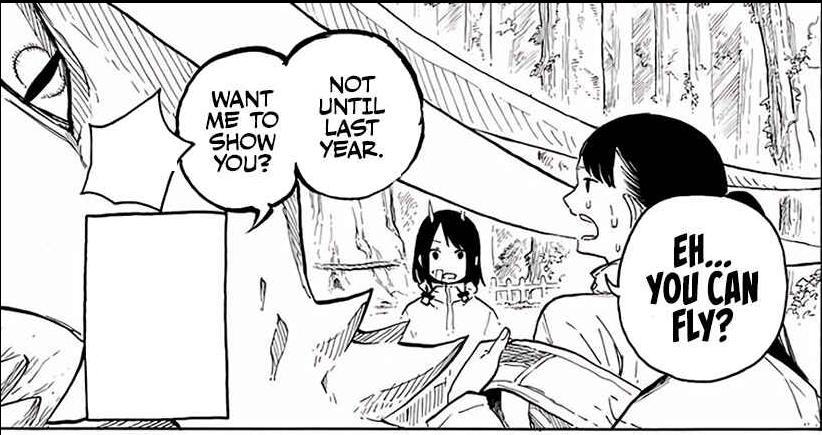 EH...
YOU CAN
FLY?
NOT
UNTIL
LAST
YEAR.
WANT
ME TO
SHOW
YOU?